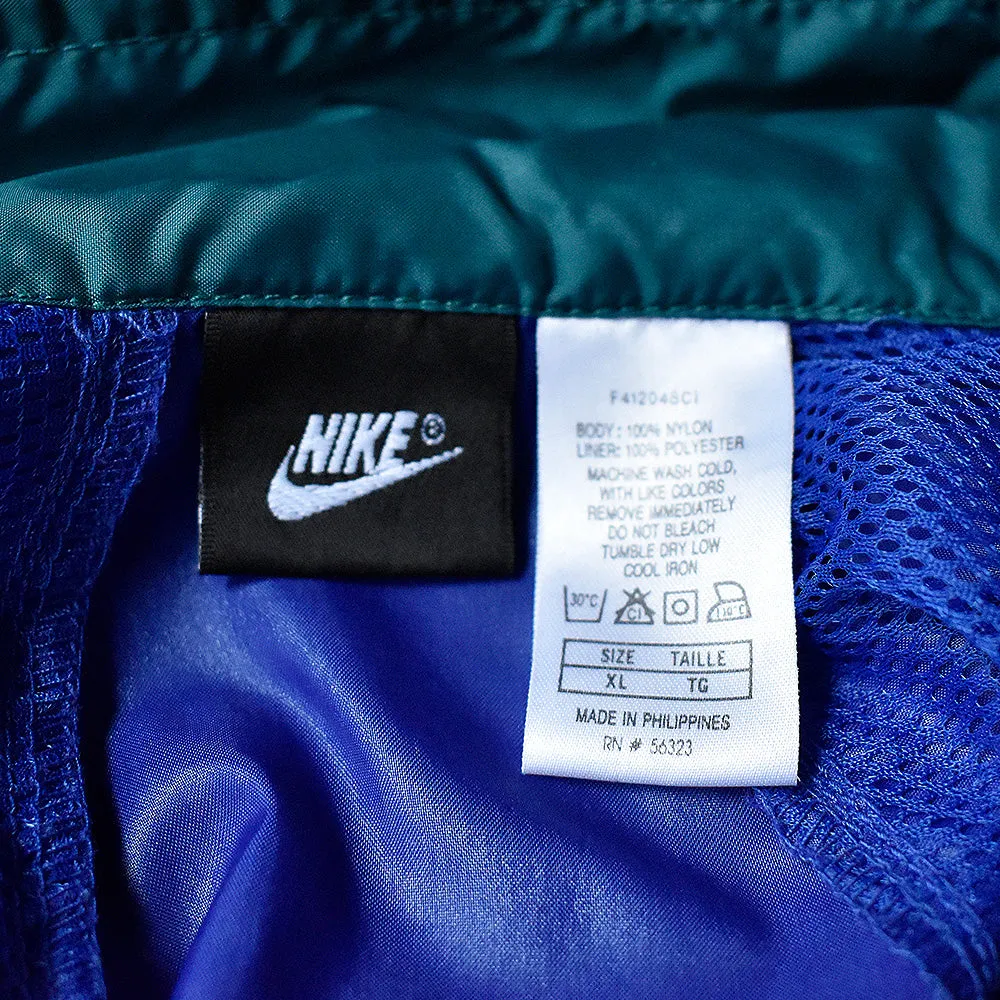 NIKE®
F41204SCI
BODY: 100% NYLON
LINER: 100% POLYESTER
MACHINE WASH COLD,
WITH LIKE COLORS
REMOVE IMMEDIATELY
DO NOT BLEACH
TUMBLE DRY LOW
COOL IRON
30°C Cl 110°C
SIZE TAILLE
XL TG
MADE IN PHILIPPINES
RN # 56323